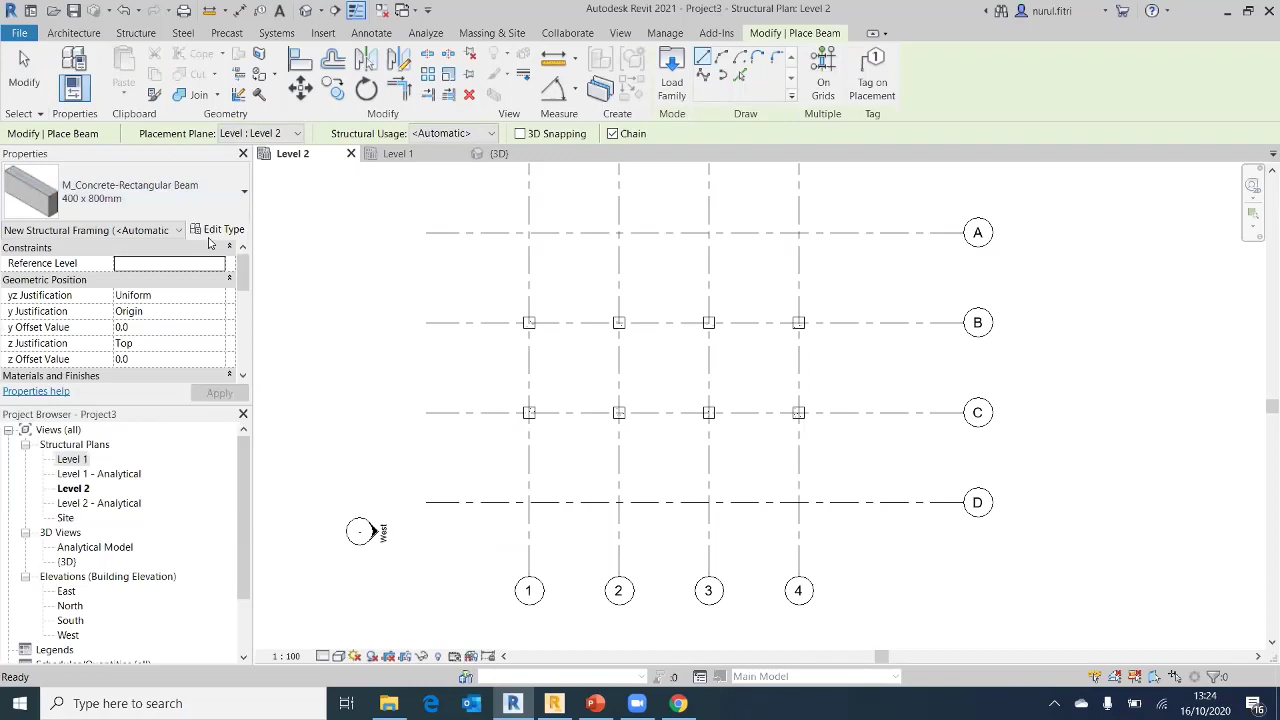 Autodesk Revit 2021 - Project3 - Structural Plan: Level 2
nurul.fitri
File Architecture Structure Steel Precast Systems Insert Annotate Analyze Massing & Site Collaborate View Manage Add-Ins Modify | Place Beam
Modify Paste Cope Cut Join Load Family On Grids Tag on Placement
Select Properties Clipboard Geometry Modify View Measure Create Mode Draw Multiple Tag
Modify | Place Beam Placement Plane: Level : Level 2 Structural Usage: <Automatic> 3D Snapping Chain
Properties
Level 2 Level 1 {3D}
M_Concrete-Rectangular Beam
400 x 800mm
New Structural Framing (<Automatic Edit Type
Constraints
Reference Level
Geometric Position
yz Justification Uniform
y Justification Origin
y Offset Value 0.0
z Justification Top
z Offset Value 0.0
Materials and Finishes
Properties help Apply
Project Browser - Project3
Views (all)
Structural Plans
Level 1
Level 1 - Analytical
Level 2
Level 2 - Analytical
Site
3D Views
Analytical Model
{3D}
Elevations (Building Elevation)
East
North
South
West
Legends
A
B
C
D
West
1 2 3 4
1 : 100
Ready :0 Main Model :0
Type here to search
13:24
16/10/2020